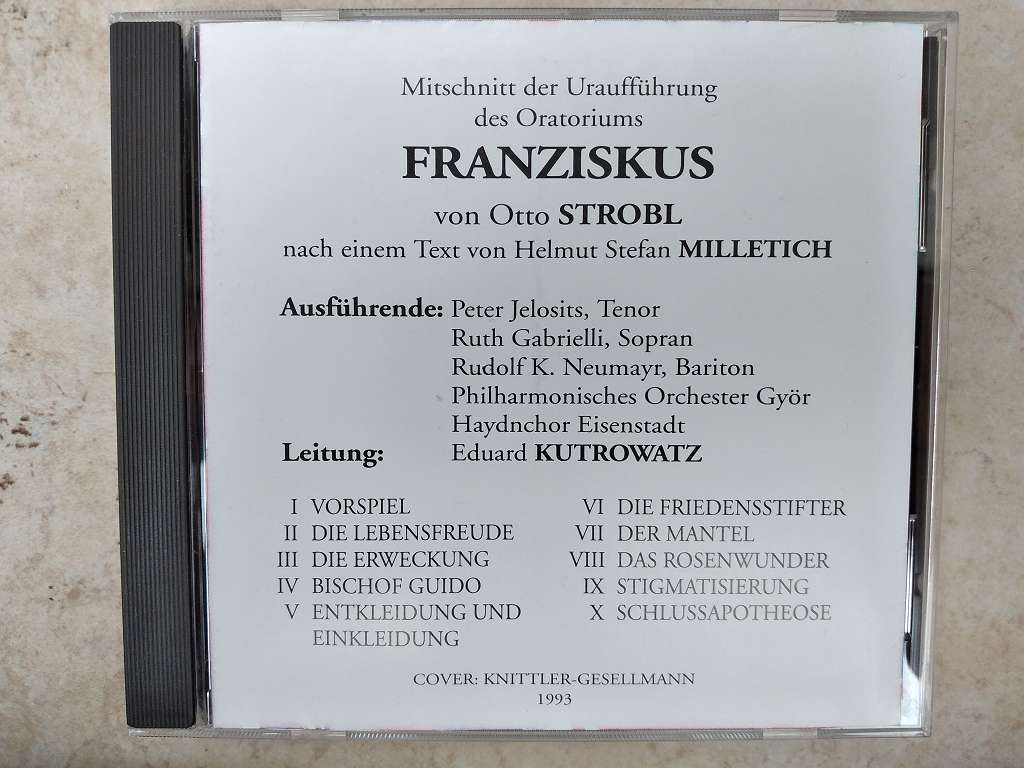 Mitschnitt der Uraufführung
des Oratoriums
FRANZISKUS
von Otto STROBL
nach einem Text von Helmut Stefan MILLETICH
Ausführende: Peter Jelosits, Tenor
Ruth Gabrielli, Sopran
Rudolf K. Neumayr, Bariton
Philharmonisches Orchester Györ
Haydnchor Eisenstadt
Leitung: Eduard KUTROWATZ
I VORSPIEL
II DIE LEBENSFREUDE
III DIE ERWECKUNG
IV BISCHOF GUIDO
V ENTKLEIDUNG UND
EINKLEIDUNG
VI DIE FRIEDENSSTIFTER
VII DER MANTEL
VIII DAS ROSENWUNDER
IX STIGMATISIERUNG
X SCHLUSSAPOTHEOSE
COVER: KNITTLER-GESELLMANN
1993